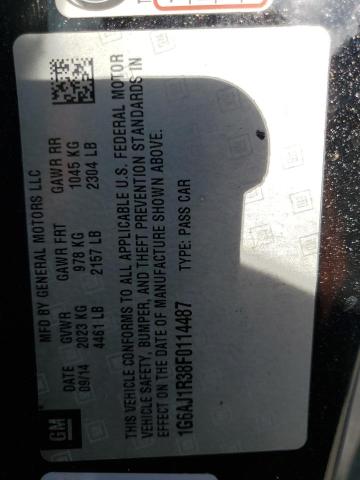 MFD BY GENERAL MOTORS LLC
DATE GVWR GAWR FRT GAWR RR
09/14 2023 KG 978 KG 1045 KG
4461 LB 2157 LB 2304 LB
THIS VEHICLE CONFORMS TO ALL APPLICABLE U.S. FEDERAL MOTOR
VEHICLE SAFETY, BUMPER, AND THEFT PREVENTION STANDARDS IN
EFFECT ON THE DATE OF MANUFACTURE SHOWN ABOVE.
1G6AJ1R38F0114487 TYPE: PASS CAR
GM